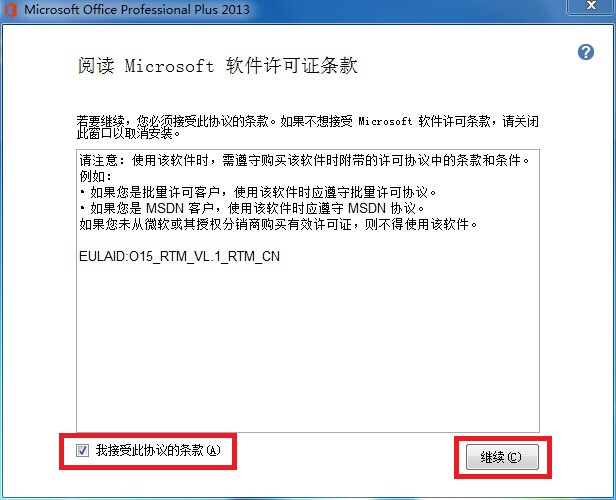 Microsoft Office Professional Plus 2013
阅读 Microsoft 软件许可证条款
若要继续，您必须接受此协议的条款。如果不想接受 Microsoft 软件许可条款，请关闭
此窗口以取消安装。
请注意：使用该软件时，需遵守购买该软件时附带的许可协议中的条款和条件。
例如：
• 如果您是批量许可客户，使用该软件时应遵守批量许可协议。
• 如果您是 MSDN 客户，使用该软件时应遵守 MSDN 协议。
如果您未从微软或其授权分销商购买有效许可证，则不得使用该软件。
EULAID:O15_RTM_VL.1_RTM_CN
我接受此协议的条款(A)
继续(C)